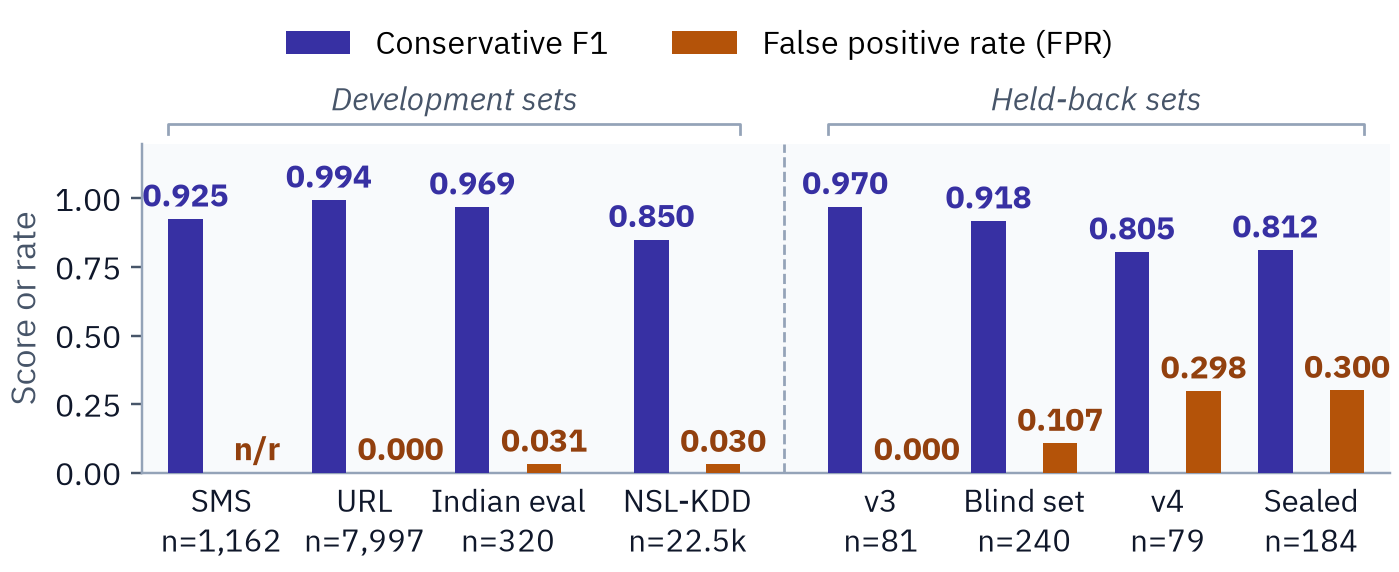 Conservative F1 False positive rate (FPR)
Development sets Held-back sets
Score or rate
1.00
0.75
0.50
0.25
0.00
0.925 n/r 0.994 0.000 0.969 0.031 0.850 0.030 0.970 0.000 0.918 0.107 0.805 0.298 0.812 0.300
SMS URL Indian eval NSL-KDD v3 Blind set v4 Sealed
n=1,162 n=7,997 n=320 n=22.5k n=81 n=240 n=79 n=184